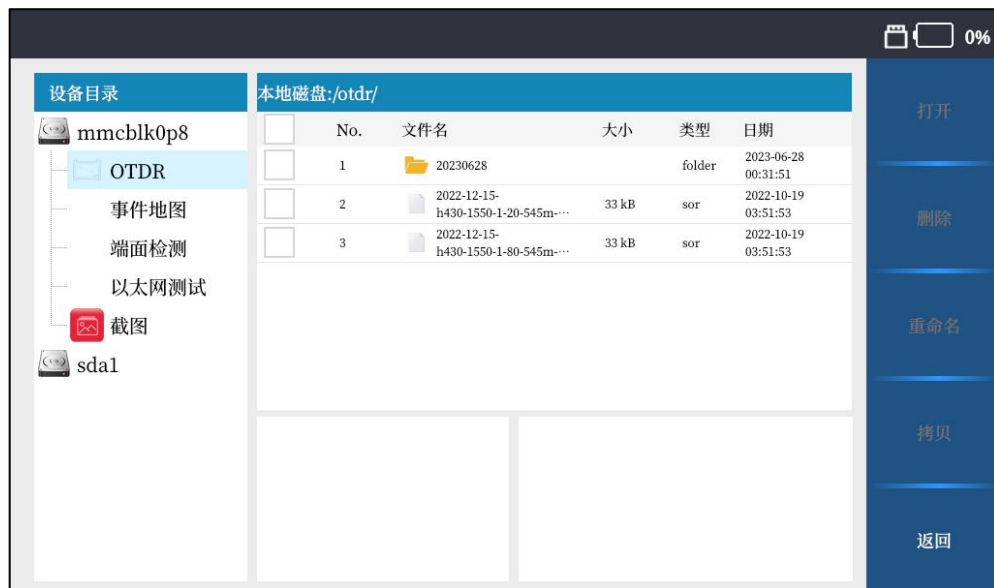 0%
设备目录
mmcblk0p8
OTDR
事件地图
端面检测
以太网测试
截图
sda1
本地磁盘:/otdr/
No. 文件名 大小 类型 日期
1 20230628 folder 2023-06-28
00:31:51
2 2022-12-15- 33 kB sor 2022-10-19
h430-1550-1-20-545m-⋯ 03:51:53
3 2022-12-15- 33 kB sor 2022-10-19
h430-1550-1-80-545m-⋯ 03:51:53
打开
删除
重命名
拷贝
返回